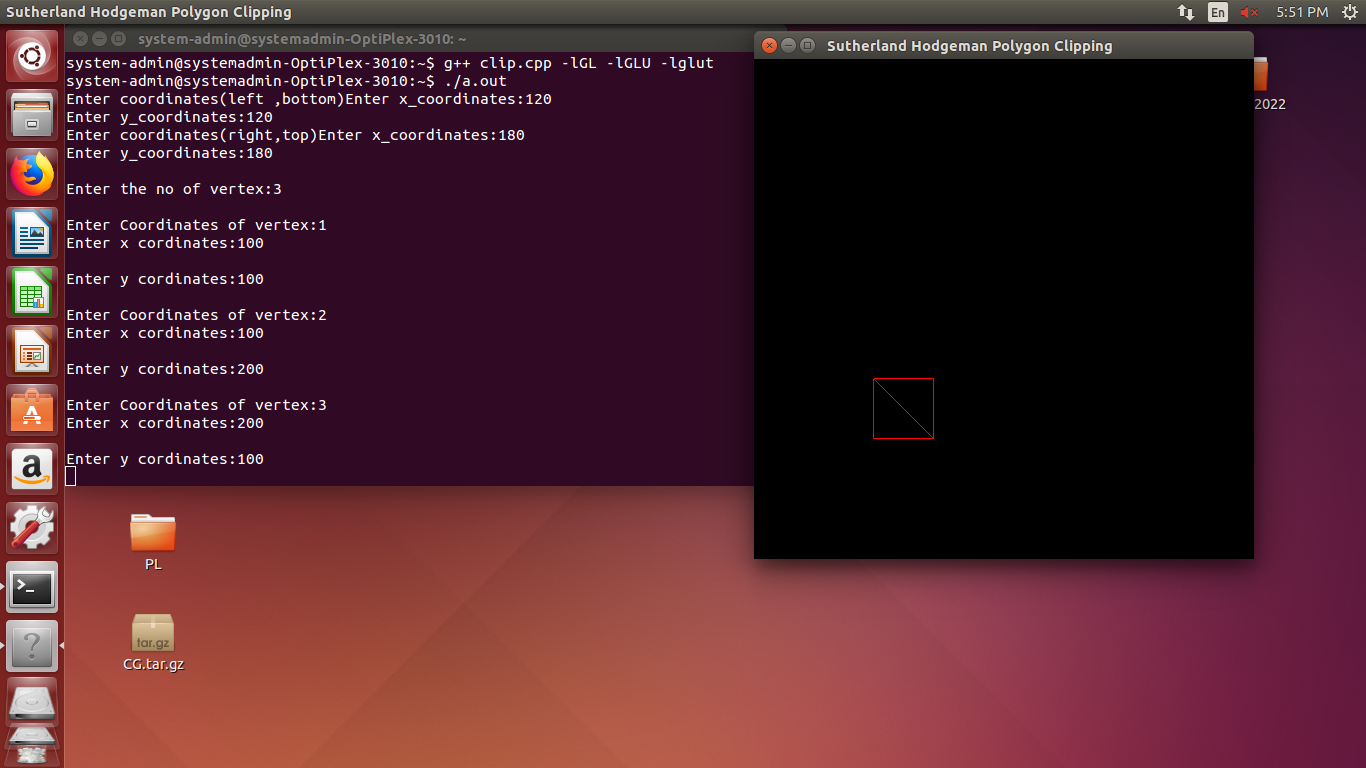 Sutherland Hodgeman Polygon Clipping
En
5:51 PM
system-admin@systemadmin-OptiPlex-3010: ~
system-admin@systemadmin-OptiPlex-3010:~$ g++ clip.cpp -lGL -lGLU -lglut
system-admin@systemadmin-OptiPlex-3010:~$ ./a.out
Enter coordinates(left ,bottom)Enter x_coordinates:120
Enter y_coordinates:120
Enter coordinates(right,top)Enter x_coordinates:180
Enter y_coordinates:180
Enter the no of vertex:3
Enter Coordinates of vertex:1
Enter x cordinates:100
Enter y cordinates:100
Enter Coordinates of vertex:2
Enter x cordinates:100
Enter y cordinates:200
Enter Coordinates of vertex:3
Enter x cordinates:200
Enter y cordinates:100
Sutherland Hodgeman Polygon Clipping
2022
PL
tar.gz
CG.tar.gz